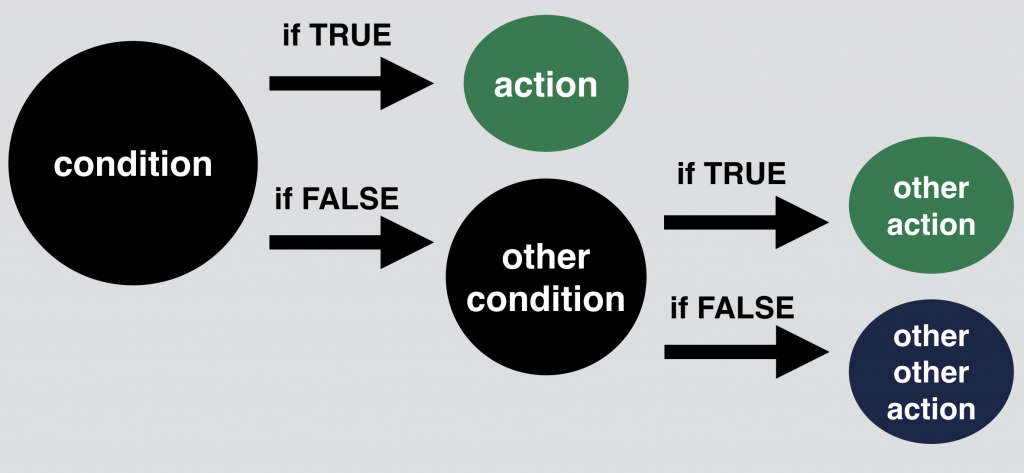 if TRUE
action
condition
if FALSE
other
condition
if TRUE
other
action
if FALSE
other
other
action